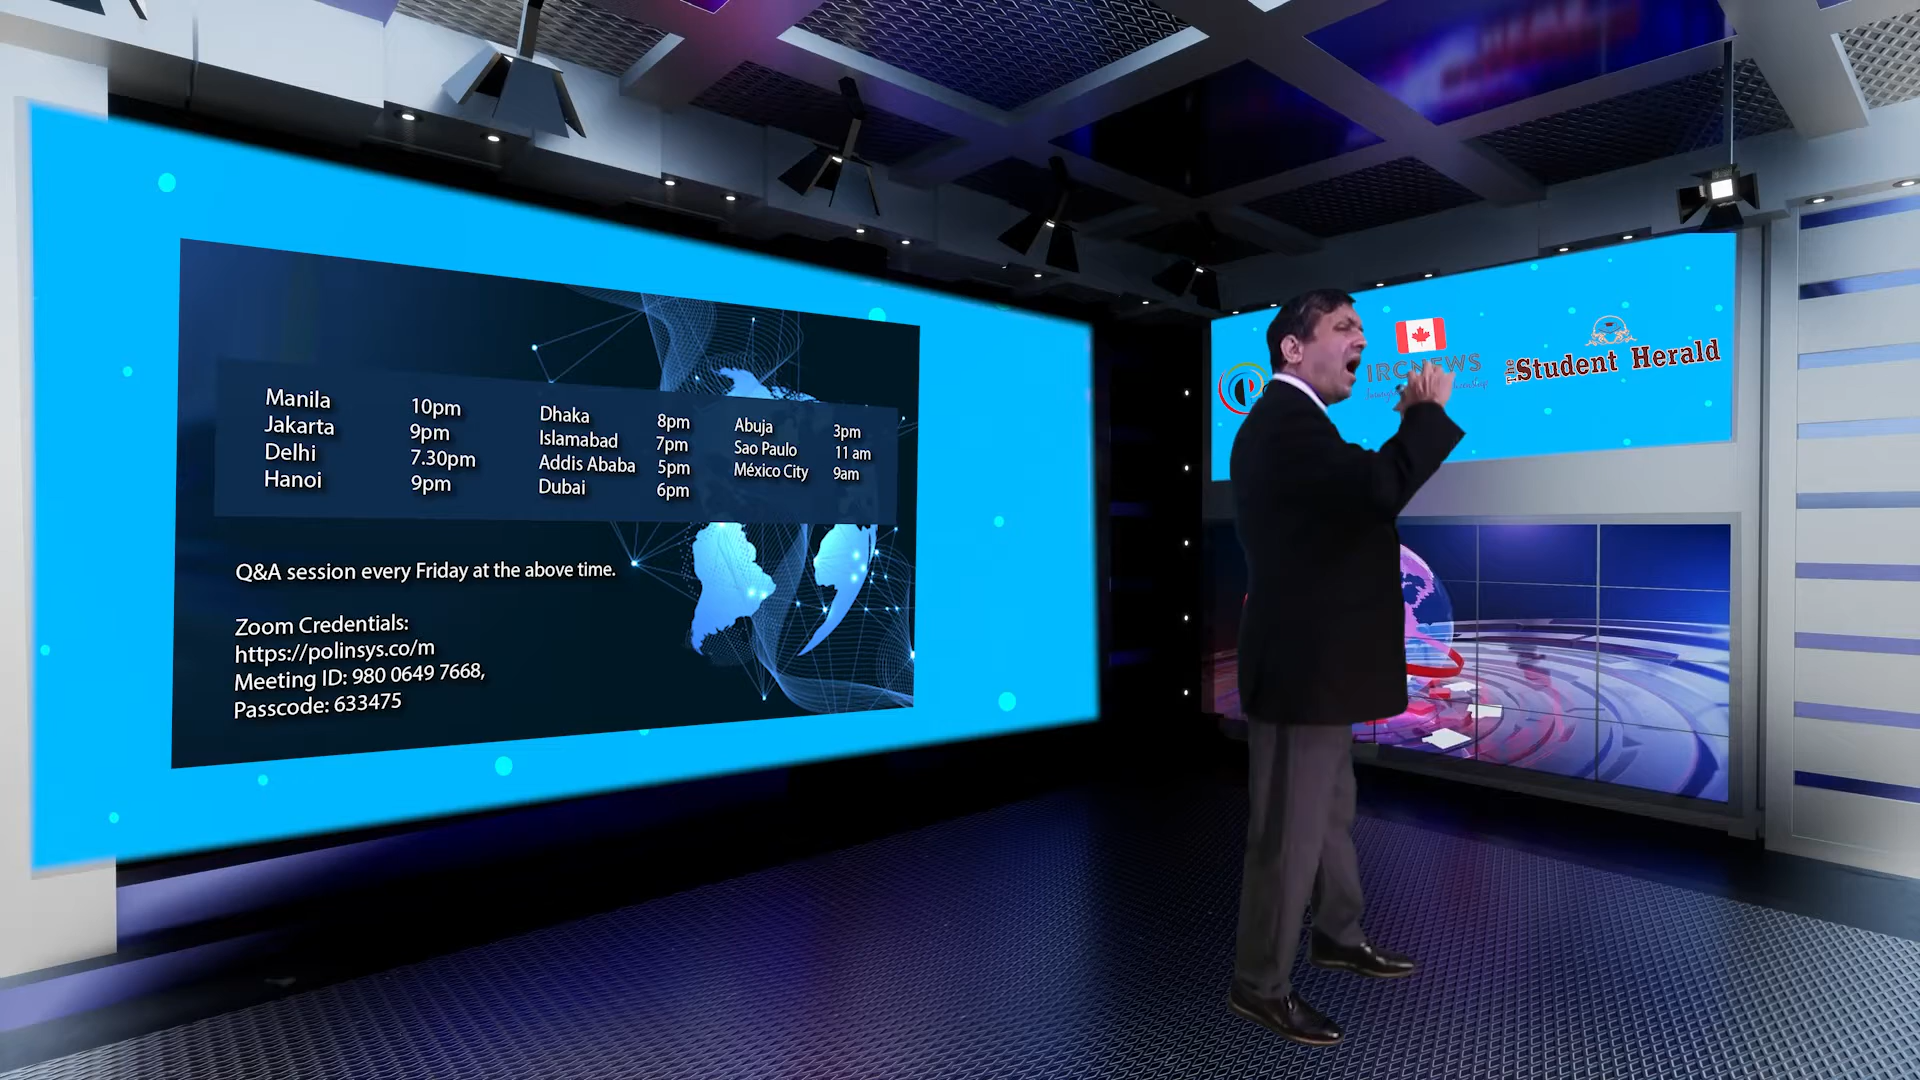 Manila 10pm
Jakarta 9pm
Delhi 7.30pm
Hanoi 9pm
Dhaka 8pm
Islamabad 7pm
Addis Ababa 5pm
Dubai 6pm
Abuja 3pm
Sao Paulo 11 am
México City 9am
Q&A session every Friday at the above time.
Zoom Credentials:
https://polinsys.co/m
Meeting ID: 980 0649 7668,
Passcode: 633475
IRCNEWS
The Student Herald